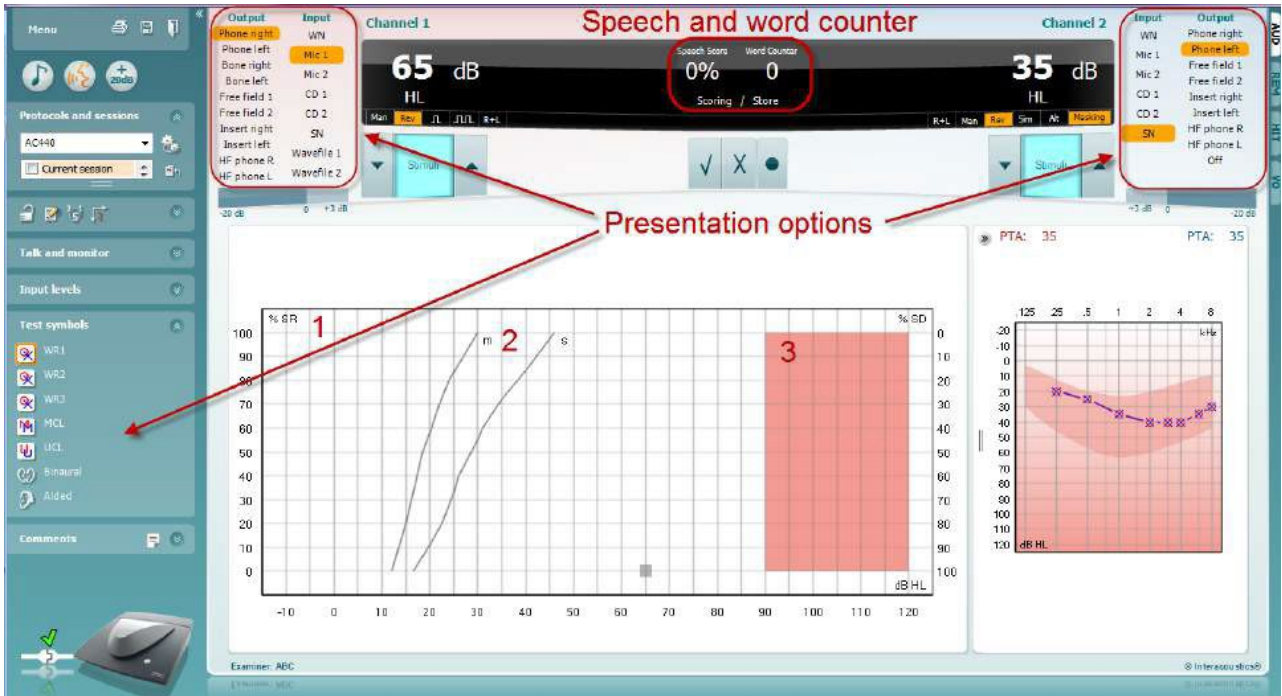 Menu
Protocols and sessions
AC440
Current session
Talk and monitor
Input levels
Test symbols
WR1
WR2
WR3
MCL
UCL
Binaural
Aided
Comments
20dB
Output
Phone right
Phone left
Bone right
Bone left
Free field 1
Free field 2
Insert right
Insert left
HF phone R
HF phone L
Input
WN
Mic 1
Mic 2
CD 1
CD 2
SN
Wavefile 1
Wavefile 2
Channel 1
Speech and word counter
Channel 2
65 dB
HL
Speech Score Word Counter
0% 0
Scoring / Store
35 dB
HL
Man Rev R+L
R+L Man Rev Sim Alt Masking
Stimuli
Stimuli
-20 dB 0 +3 dB
+3 dB 0 -20 dB
Input
WN
Mic 1
Mic 2
CD 1
CD 2
SN
Output
Phone right
Phone left
Free field 1
Free field 2
Insert right
Insert left
HF phone R
HF phone L
Off
AUD
REM
HIT
Presentation options
% SR 1
m 2 s
3
% SD
100 90 80 70 60 50 40 30 20 10 0
0 10 20 30 40 50 60 70 80 90 100
dB HL
-10 0 10 20 30 40 50 60 70 80 90 100 110 120
PTA: 35
PTA: 35
.125 .25 .5 1 2 4 8
kHz
-20 -10 0 10 20 30 40 50 60 70 80 90 100 110 120
dB HL
Examiner: ABC
® Interacoustics®